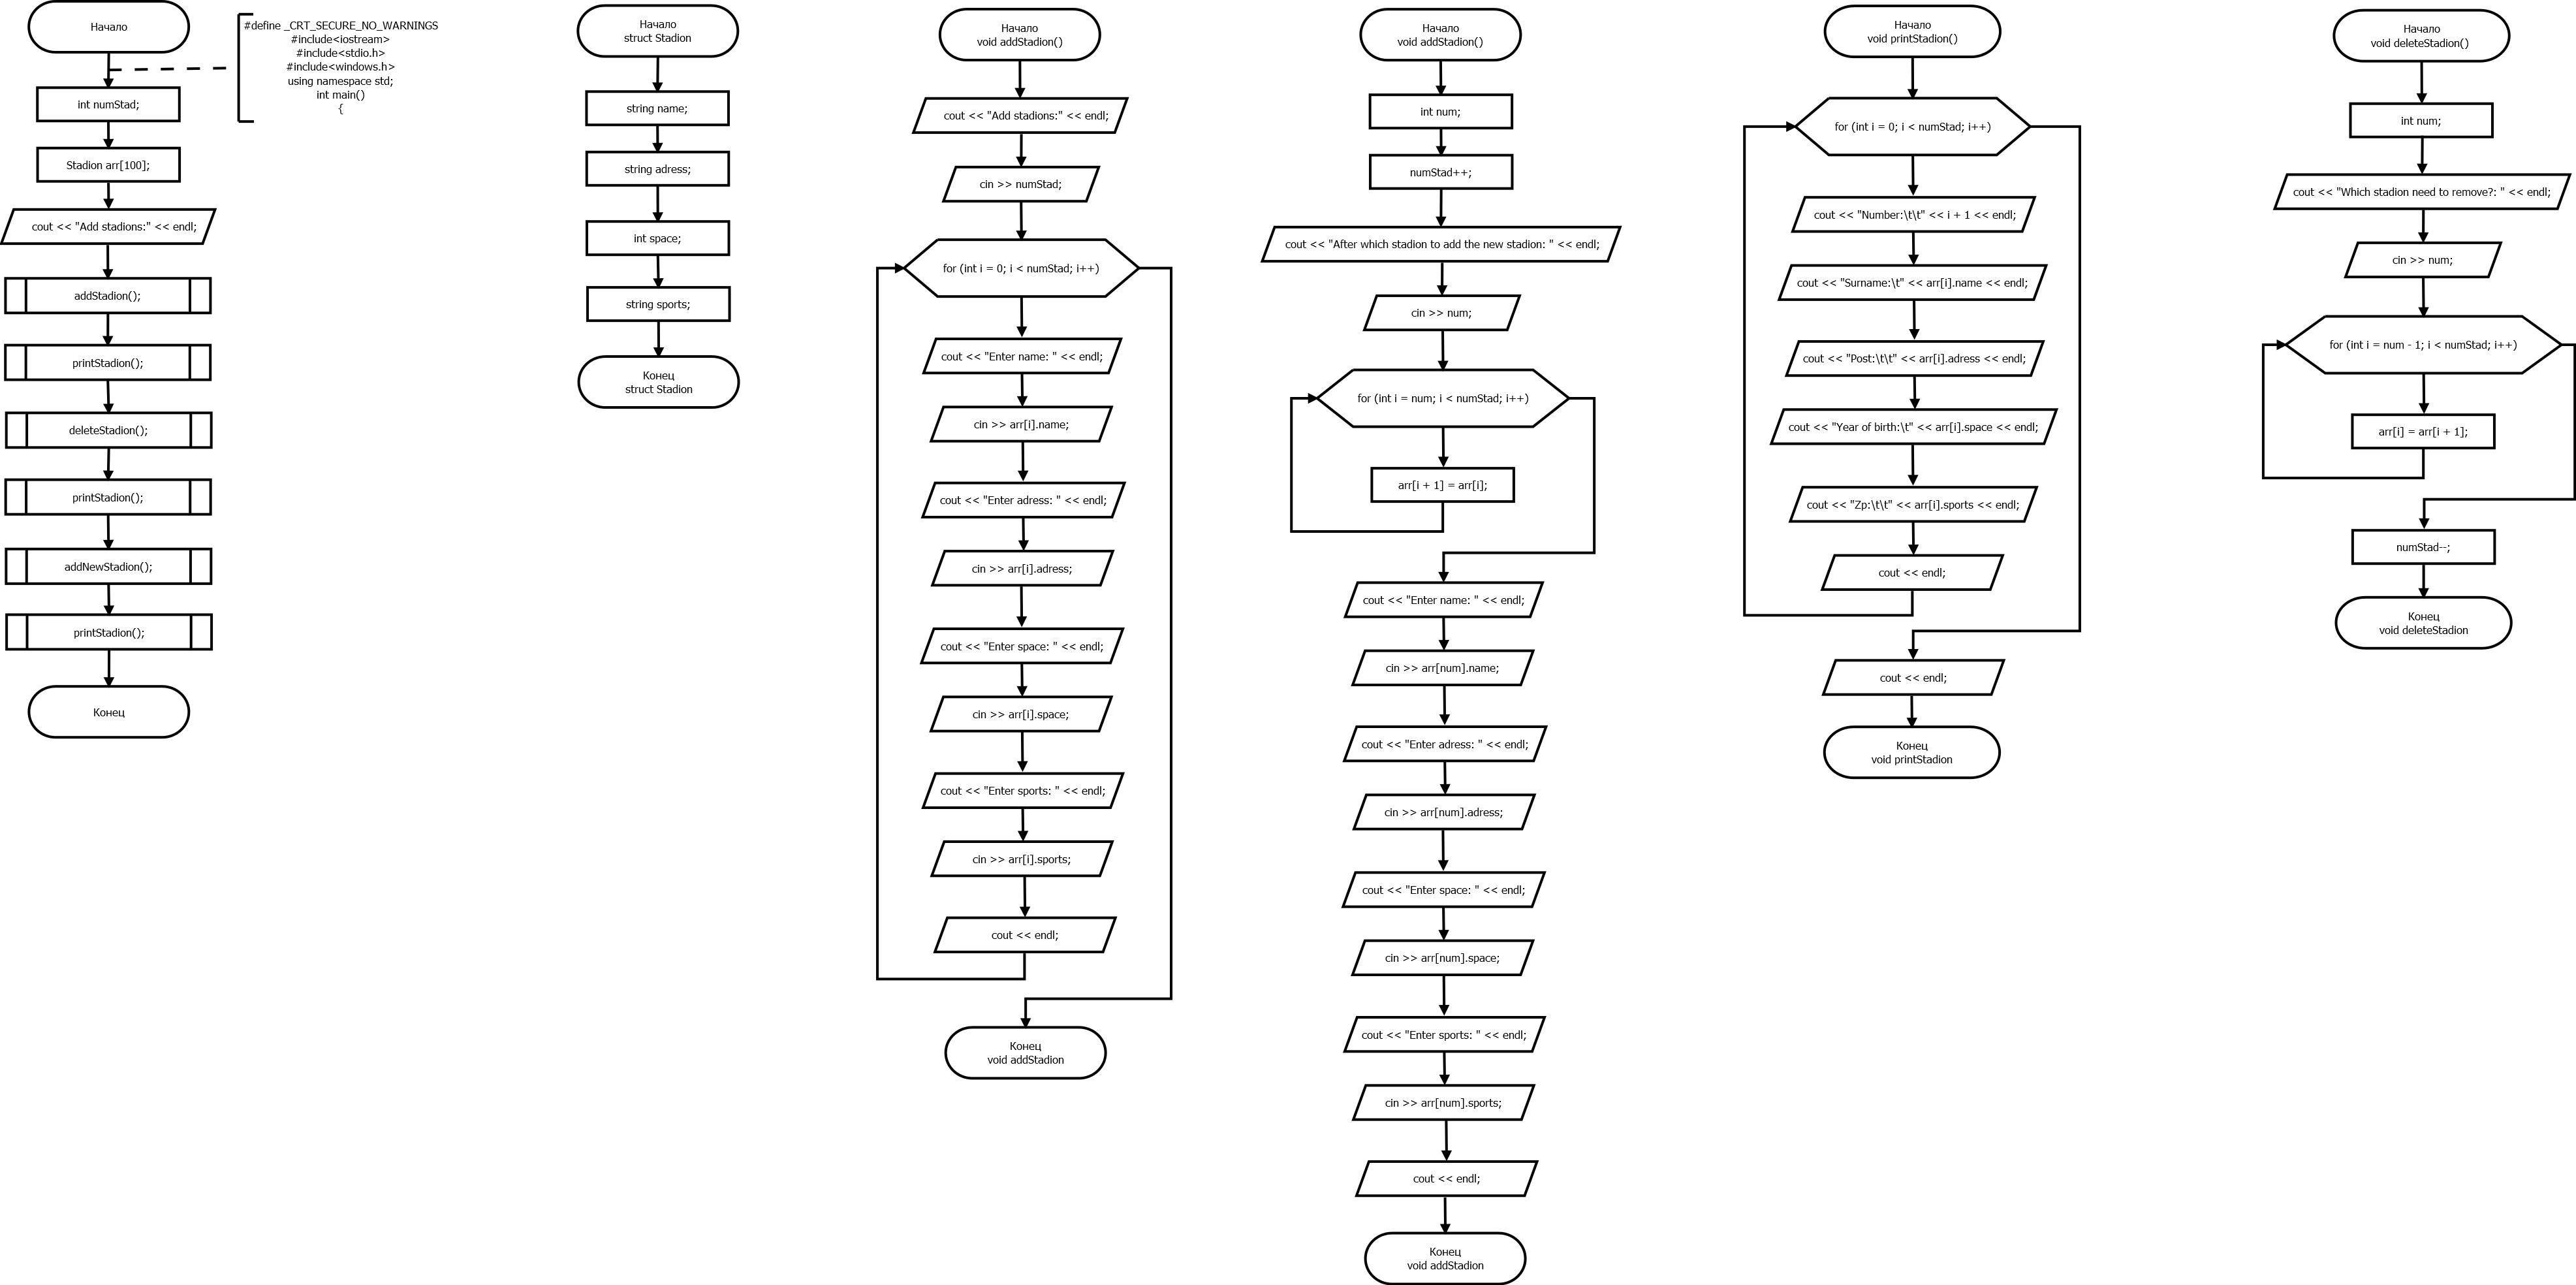 Начало
#define _CRT_SECURE_NO_WARNINGS
#include<iostream>
#include<stdio.h>
#include<windows.h>
using namespace std;
int main()
{
int numStad;
Stadion arr[100];
cout << "Add stadions:" << endl;
addStadion();
printStadion();
deleteStadion();
printStadion();
addNewStadion();
printStadion();
Конец
Начало
struct Stadion
string name;
string adress;
int space;
string sports;
Конец
struct Stadion
Начало
void addStadion()
cout << "Add stadions:" << endl;
cin >> numStad;
for (int i = 0; i < numStad; i++)
cout << "Enter name: " << endl;
cin >> arr[i].name;
cout << "Enter adress: " << endl;
cin >> arr[i].adress;
cout << "Enter space: " << endl;
cin >> arr[i].space;
cout << "Enter sports: " << endl;
cin >> arr[i].sports;
cout << endl;
Конец
void addStadion
Начало
void addStadion()
int num;
numStad++;
cout << "After which stadion to add the new stadion: " << endl;
cin >> num;
for (int i = num; i < numStad; i++)
arr[i + 1] = arr[i];
cout << "Enter name: " << endl;
cin >> arr[num].name;
cout << "Enter adress: " << endl;
cin >> arr[num].adress;
cout << "Enter space: " << endl;
cin >> arr[num].space;
cout << "Enter sports: " << endl;
cin >> arr[num].sports;
cout << endl;
Конец
void addStadion
Начало
void printStadion()
for (int i = 0; i < numStad; i++)
cout << "Number:\t\t" << i + 1 << endl;
cout << "Surname:\t" << arr[i].name << endl;
cout << "Post:\t\t" << arr[i].adress << endl;
cout << "Year of birth:\t" << arr[i].space << endl;
cout << "Zp:\t\t" << arr[i].sports << endl;
cout << endl;
cout << endl;
Конец
void printStadion
Начало
void deleteStadion()
int num;
cout << "Which stadion need to remove?: " << endl;
cin >> num;
for (int i = num - 1; i < numStad; i++)
arr[i] = arr[i + 1];
numStad--;
Конец
void deleteStadion